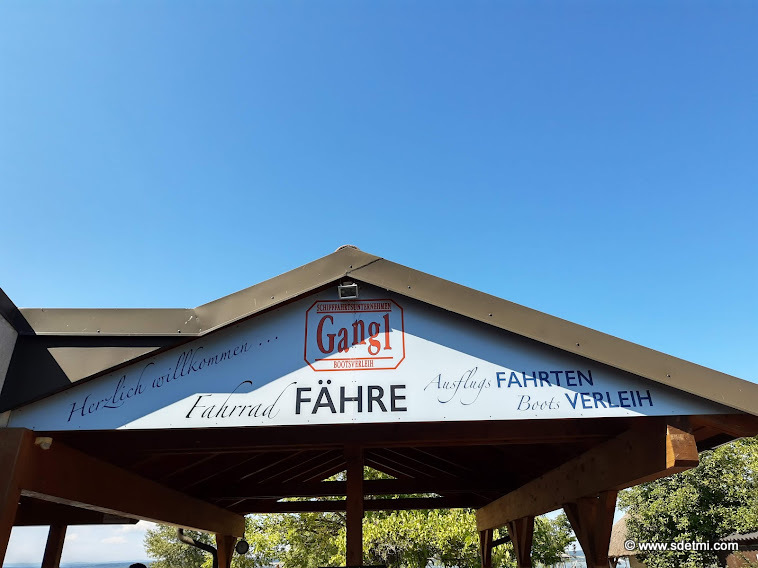 SCHIFFFAHRTSUNTERNEHMEN
Gangl
BOOTSVERLEIH
Herzlich willkommen ...
Fahrrad FÄHRE
Ausflugs FAHRTEN
Boots VERLEIH
© www.sdetmi.com